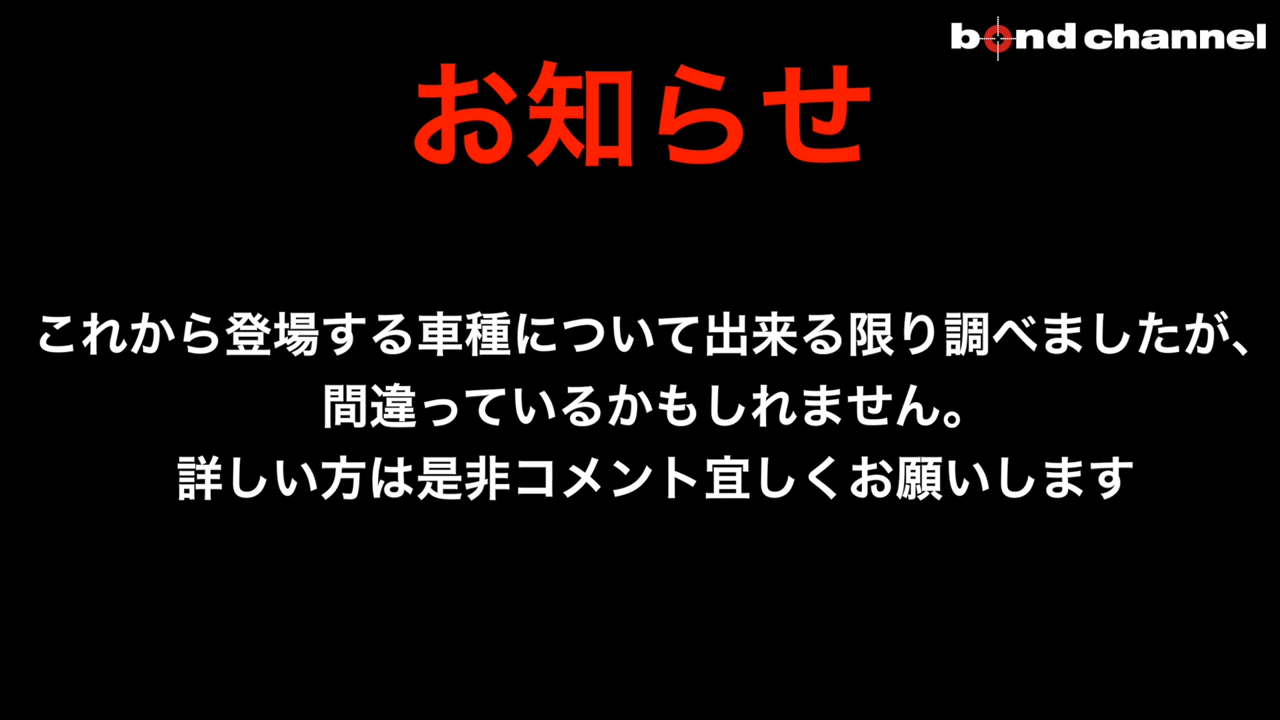 bond channel
お知らせ
これから登場する車種について出来る限り調べましたが、
間違っているかもしれません。
詳しい方は是非コメント宜しくお願いします